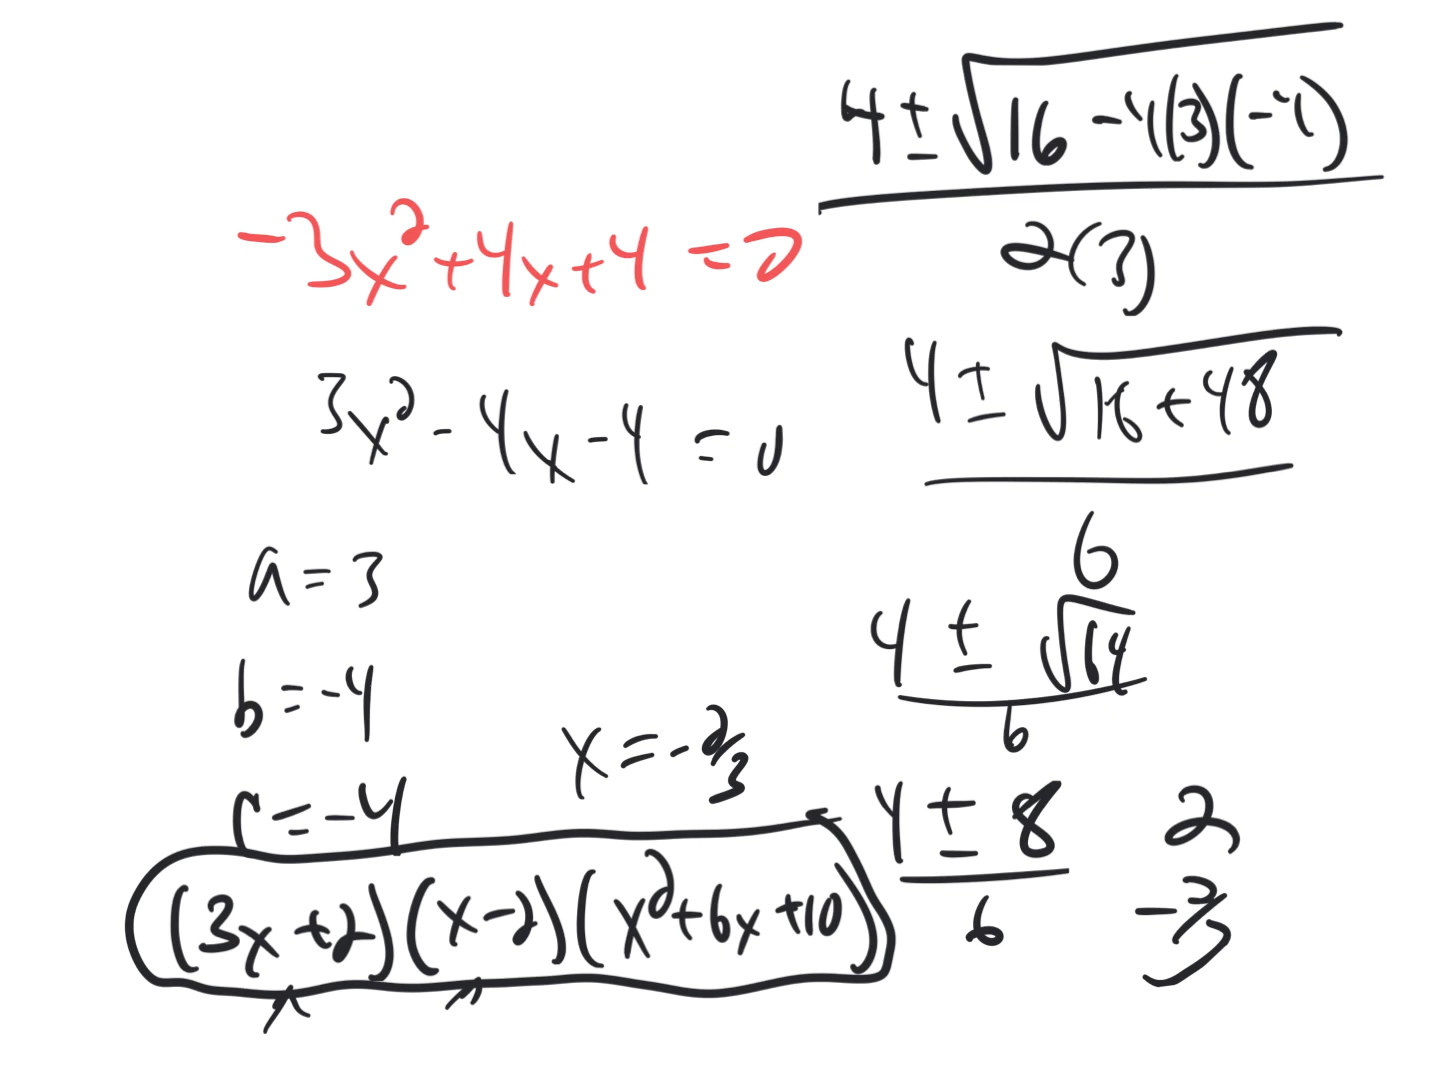 -3x²+4x+4=0
3x²-4x-4=0
a=3
b=-4
c=-4
x=-2/3
(3x+2)(x-2)(x²+6x+10)
4±√16-4(3)(-4)
2(3)
4±√16+48
6
4±√64
6
4±8
6
2
-2/3